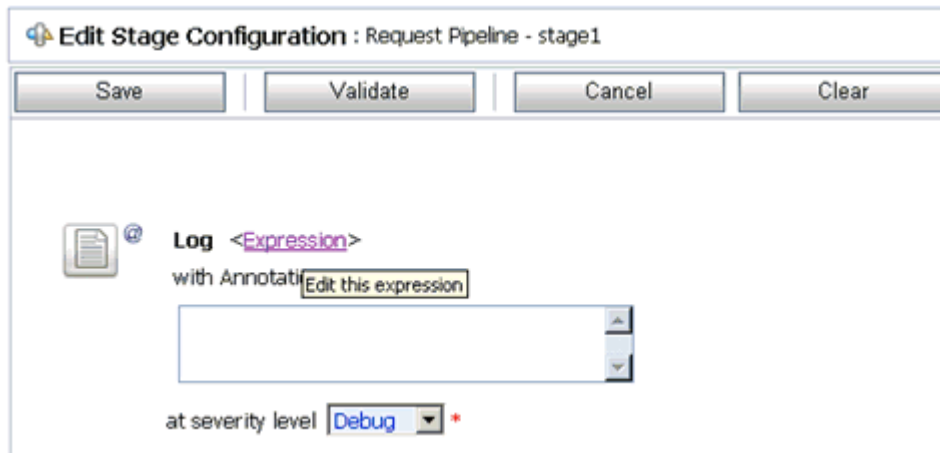 Edit Stage Configuration : Request Pipeline - stage1
Save Validate Cancel Clear
@ Log <Expression>
with Annotati
Edit this expression
at severity level Debug *